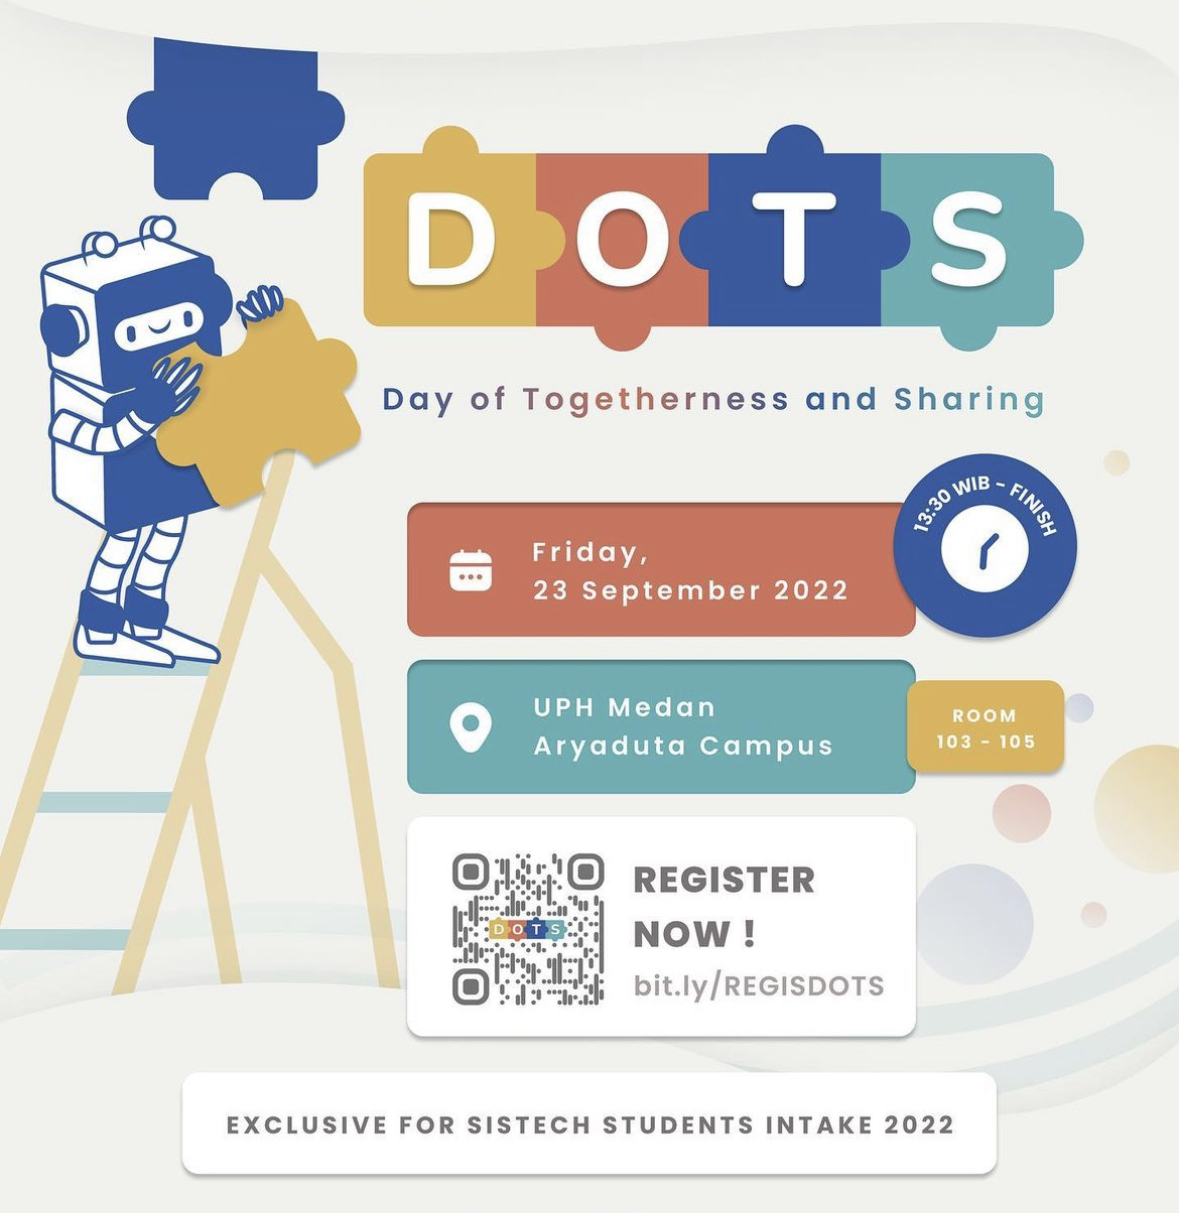 DOTS
Day of Togetherness and Sharing
13:30 WIB - FINISH
Friday,
23 September 2022
UPH Medan
Aryaduta Campus
ROOM
103 - 105
DOTS
REGISTER
NOW !
bit.ly/REGISDOTS
EXCLUSIVE FOR SISTECH STUDENTS INTAKE 2022